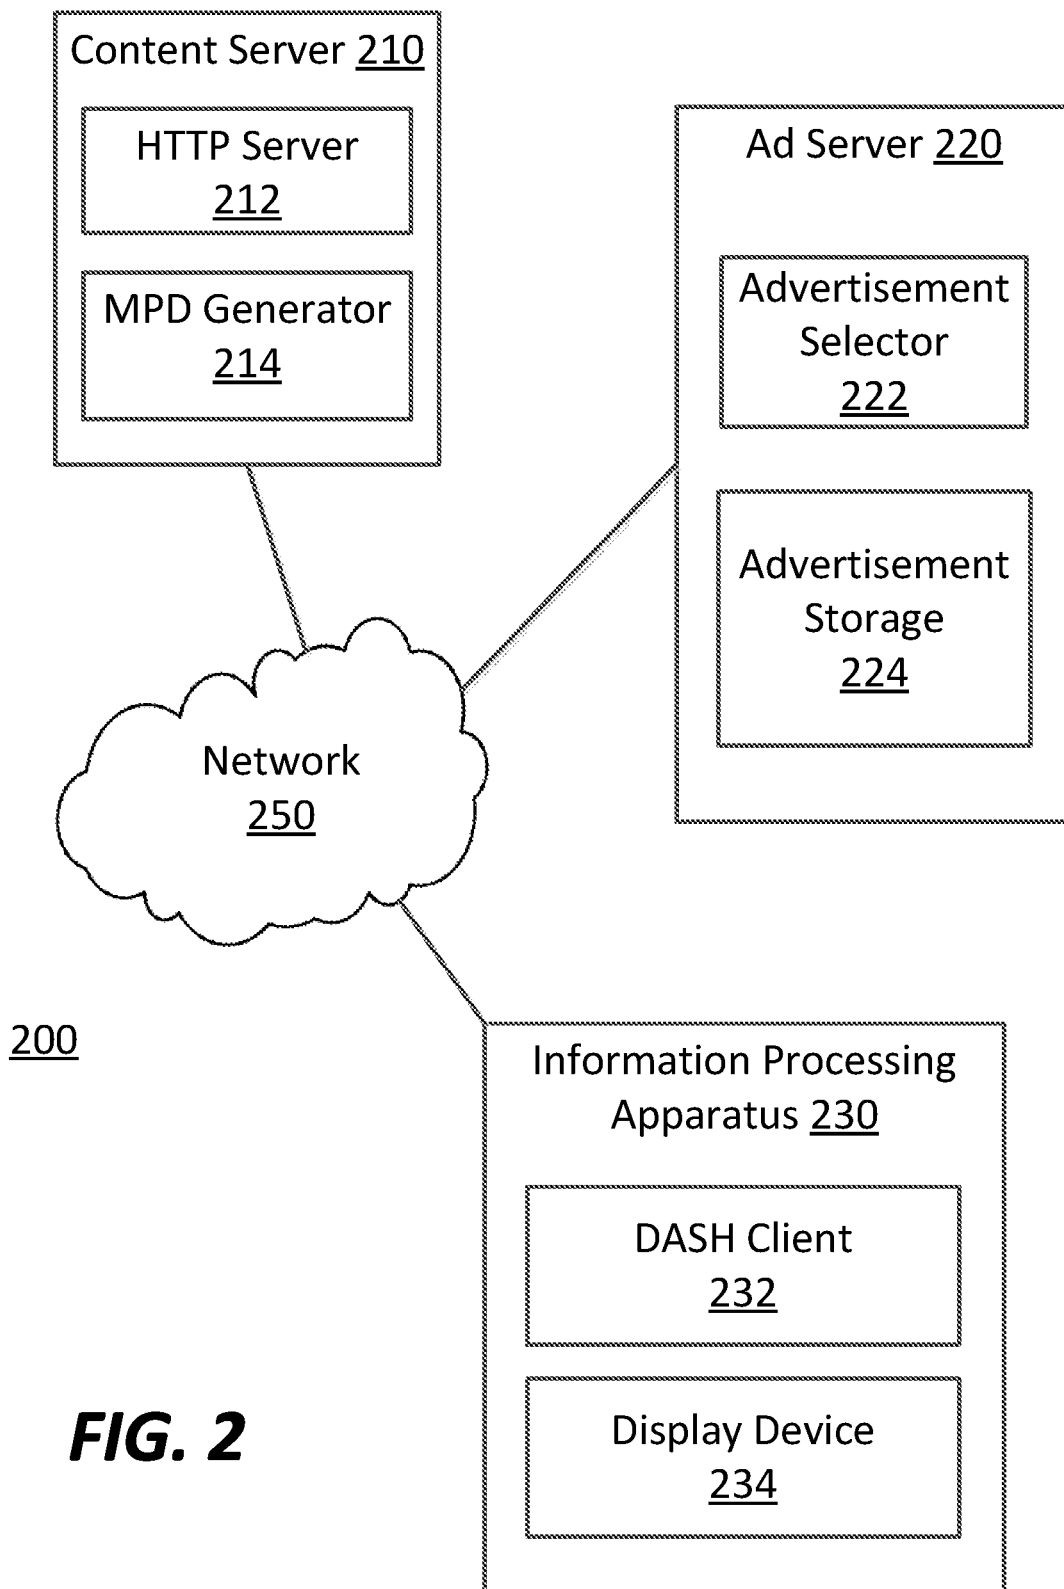 Content Server 210
HTTP Server
212
MPD Generator
214
Ad Server 220
Advertisement
Selector
222
Advertisement
Storage
224
Network
250
200
Information Processing
Apparatus 230
DASH Client
232
Display Device
234
FIG. 2